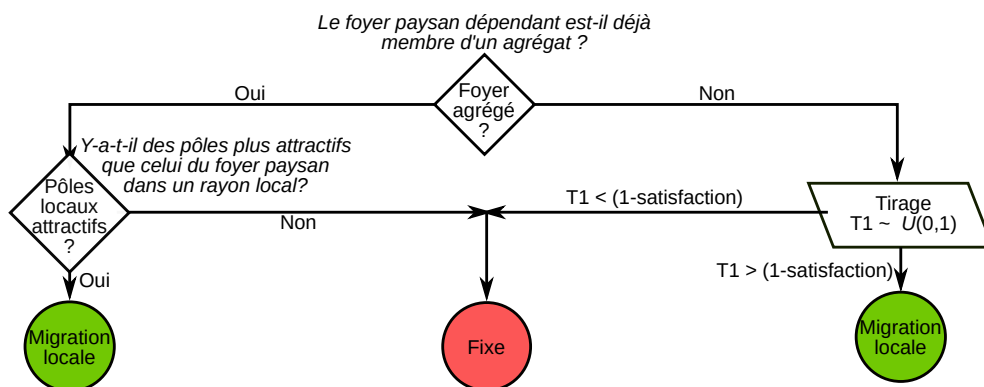 Le foyer paysan dépendant est-il déjà
membre d'un agrégat ?
Oui
Foyer
agrégé
?
Non
Y-a-t-il des pôles plus attractifs
que celui du foyer paysan
dans un rayon local?
Pôles
locaux
attractifs
?
Non
T1 < (1-satisfaction)
Tirage
T1 ~ U(0,1)
Oui
T1 > (1-satisfaction)
Migration
locale
Fixe
Migration
locale